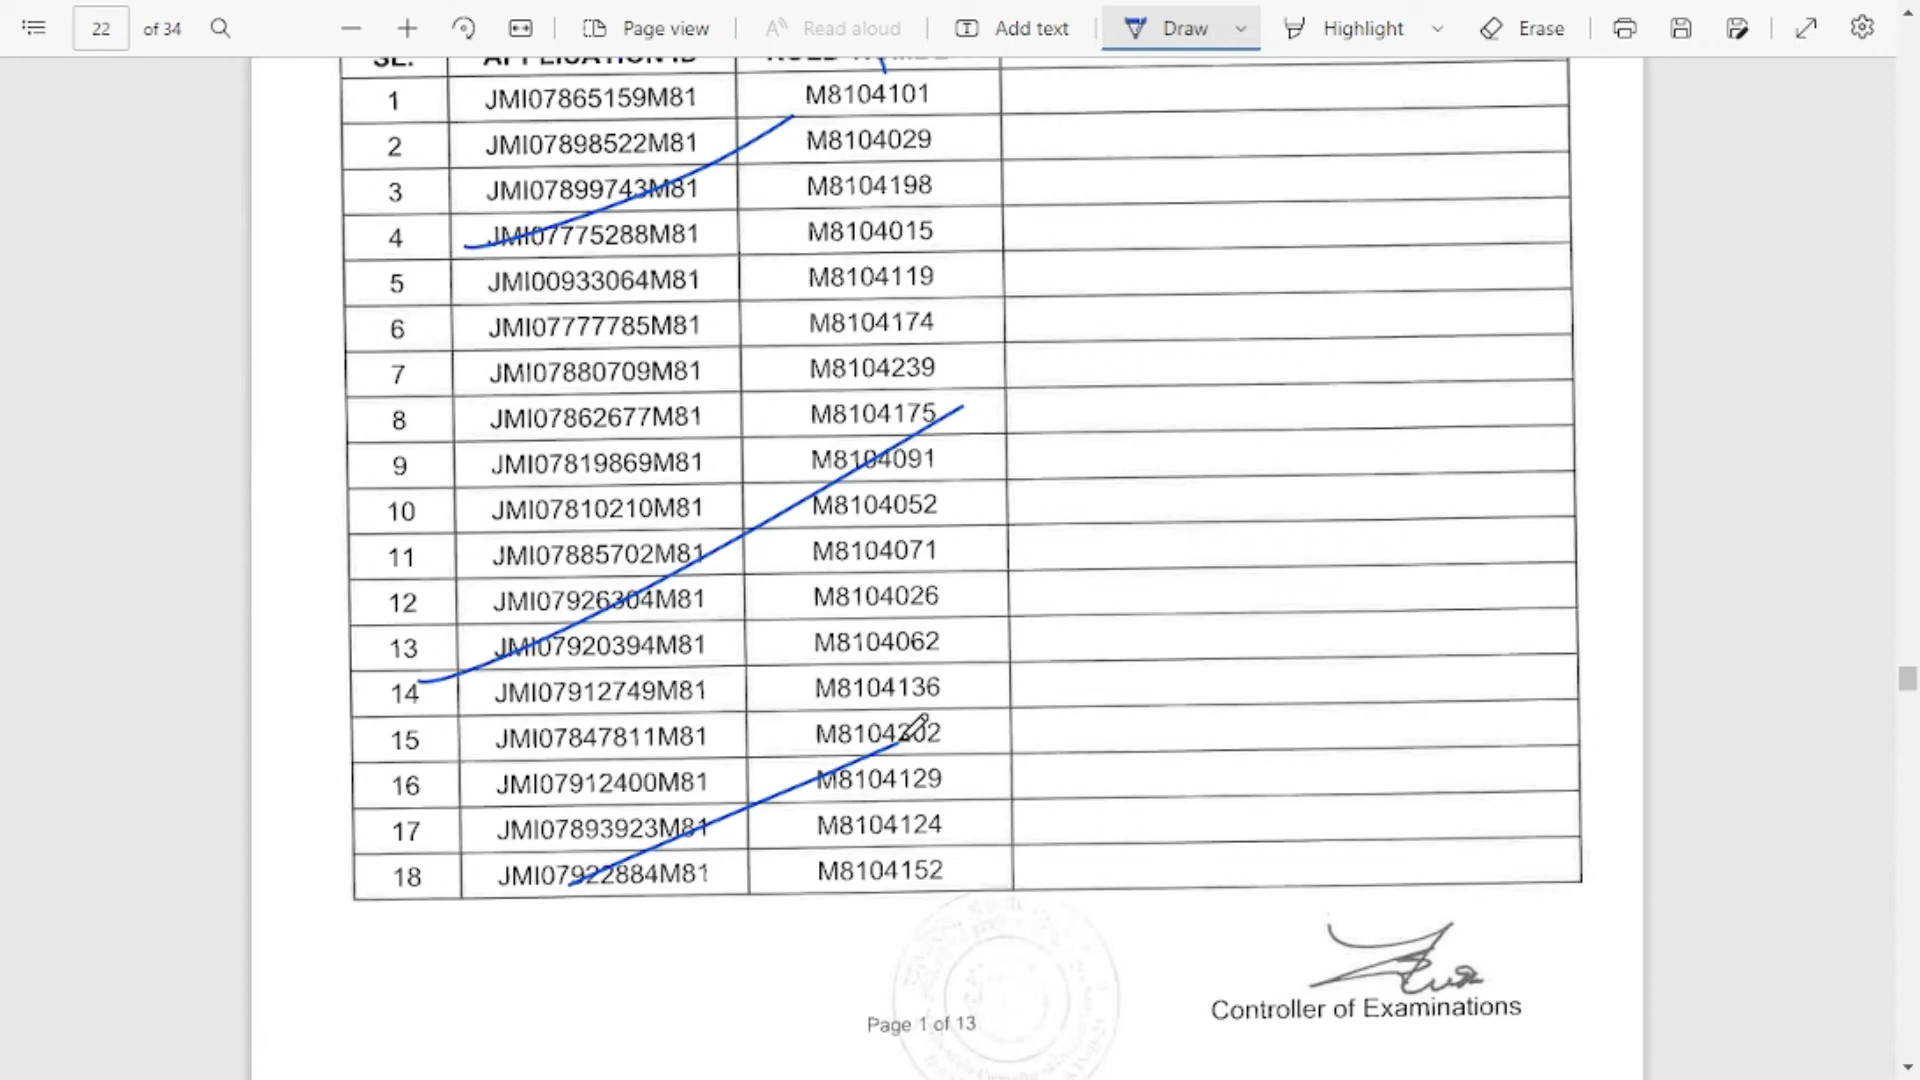 22 of 34 Page view Read aloud Add text Draw Highlight Erase
SL. APPLICATION ID
1 JMI07865159M81 M8104101
2 JMI07898522M81 M8104029
3 JMI07899743M81 M8104198
4 JMI07775288M81 M8104015
5 JMI00933064M81 M8104119
6 JMI07777785M81 M8104174
7 JMI07880709M81 M8104239
8 JMI07862677M81 M8104175
9 JMI07819869M81 M8104091
10 JMI07810210M81 M8104052
11 JMI07885702M81 M8104071
12 JMI07926304M81 M8104026
13 JMI07920394M81 M8104062
14 JMI07912749M81 M8104136
15 JMI07847811M81 M8104202
16 JMI07912400M81 M8104129
17 JMI07893923M81 M8104124
18 JMI07922884M81 M8104152
Controller of Examinations
Page 1 of 13